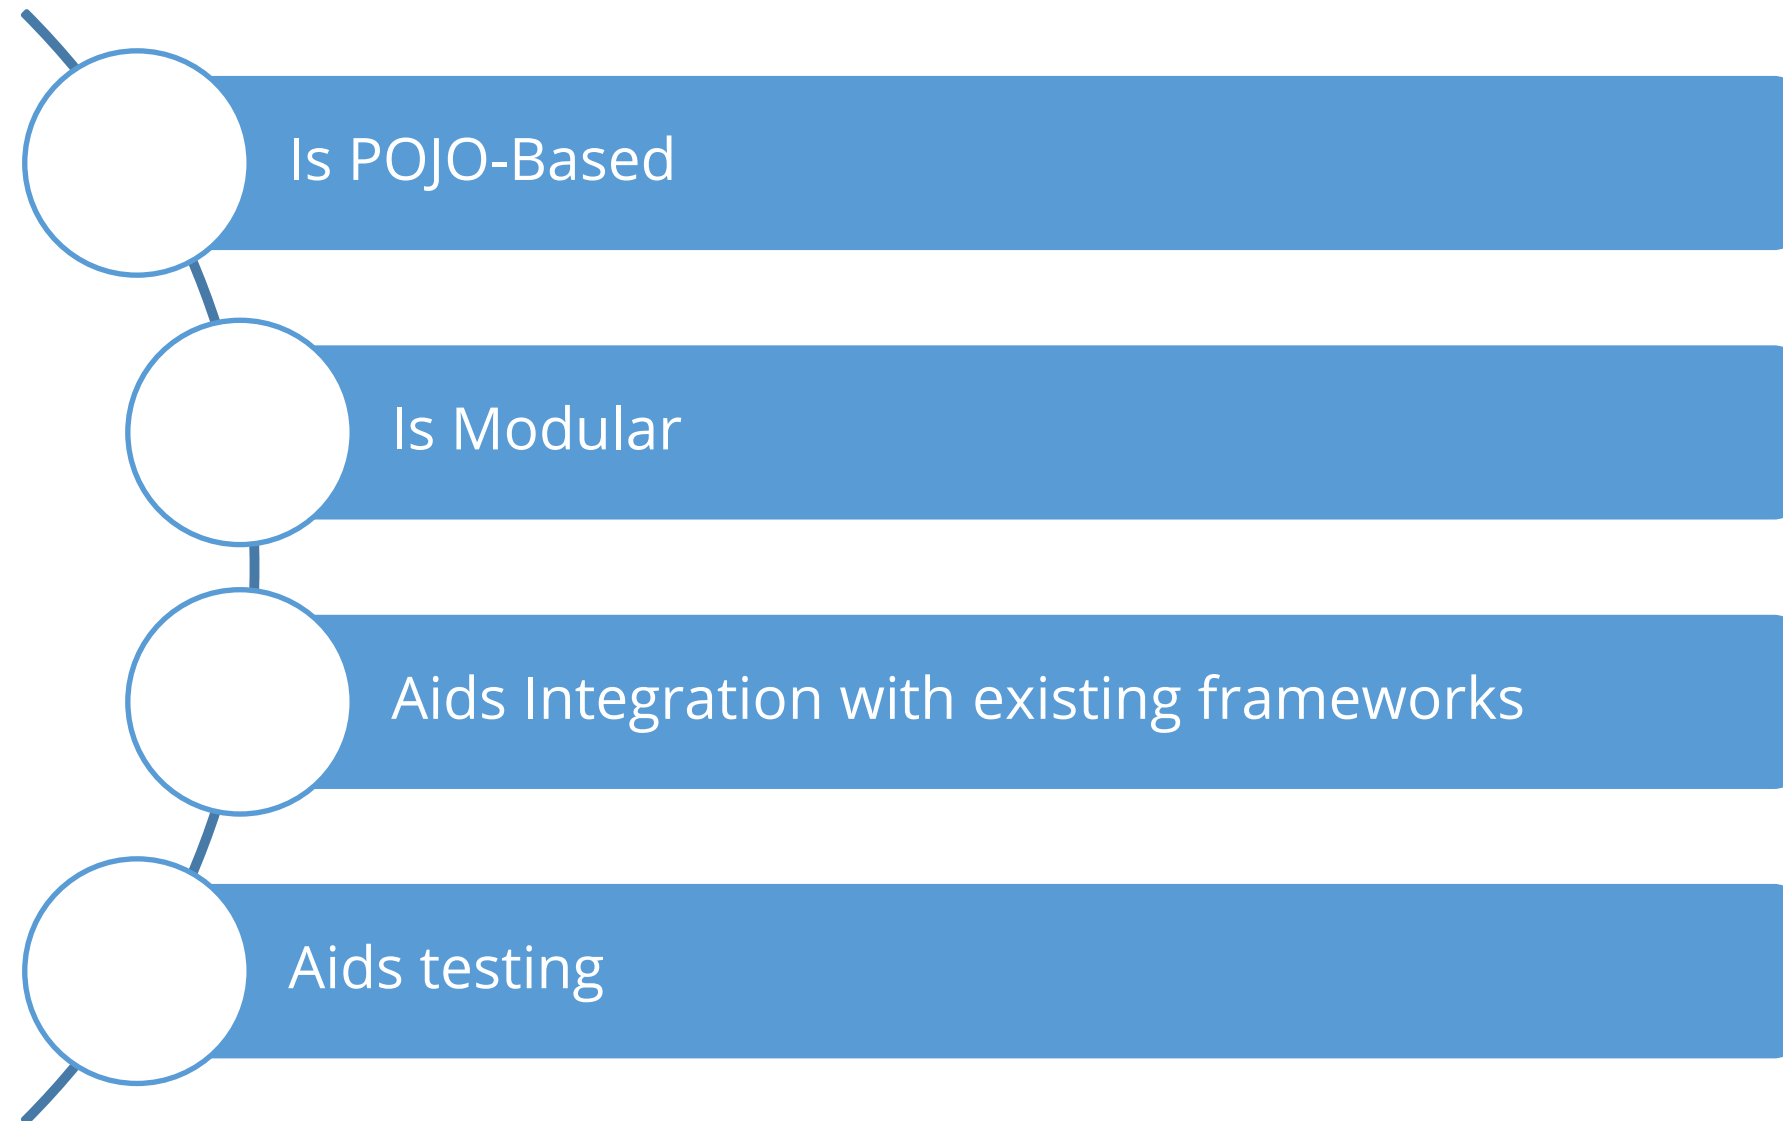 Is POJO-Based
Is Modular
Aids Integration with existing frameworks
Aids testing